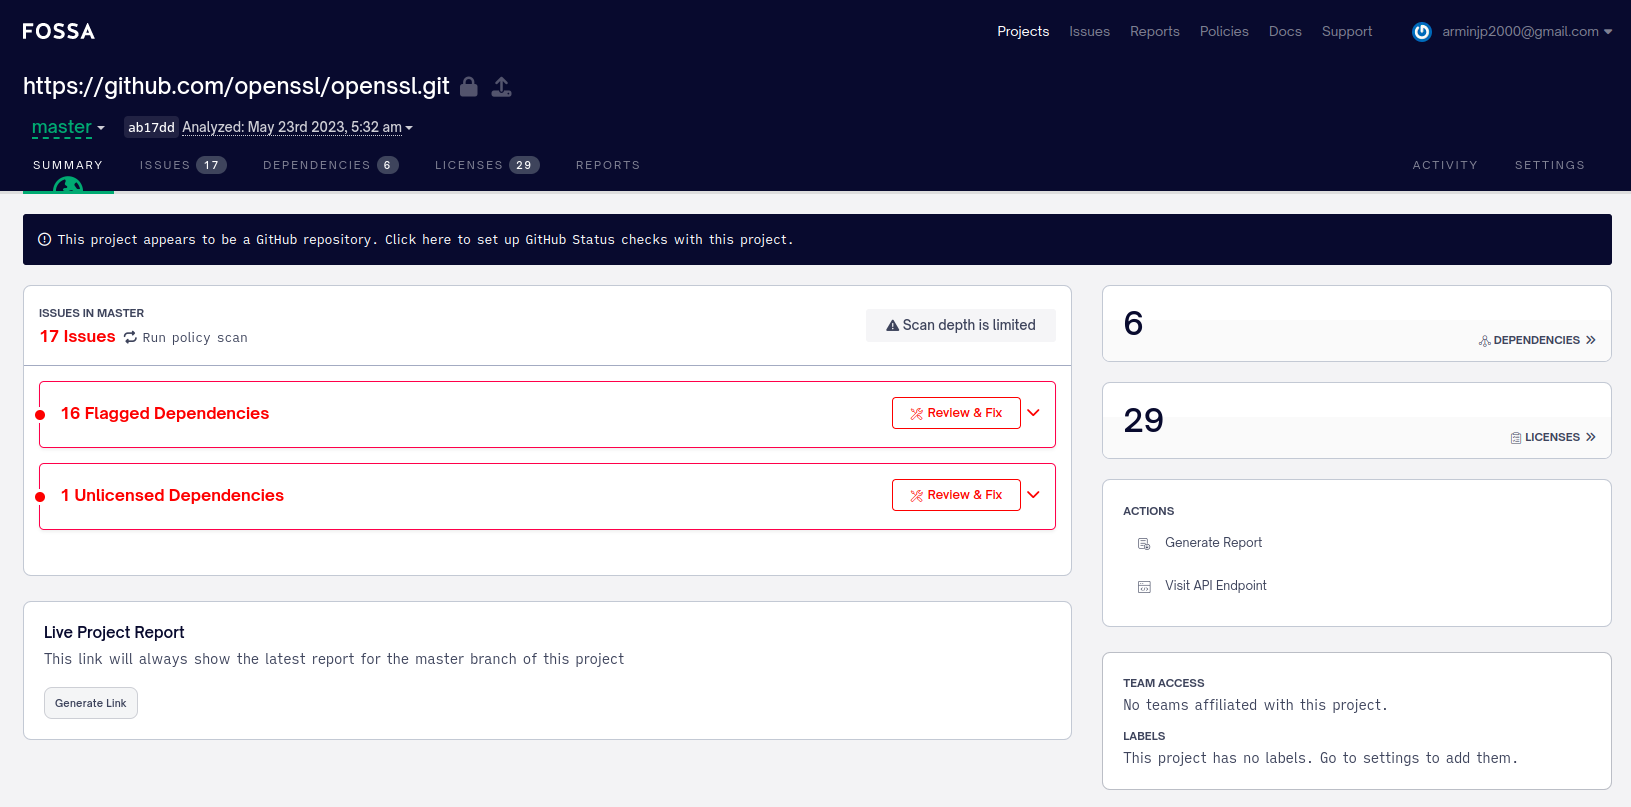 FOSSA
Projects Issues Reports Policies Docs Support arminjp2000@gmail.com
https://github.com/openssl/openssl.git
master ab17dd Analyzed: May 23rd 2023, 5:32 am
SUMMARY ISSUES 17 DEPENDENCIES 6 LICENSES 29 REPORTS ACTIVITY SETTINGS
This project appears to be a GitHub repository. Click here to set up GitHub Status checks with this project.
ISSUES IN MASTER
17 Issues Run policy scan
Scan depth is limited
16 Flagged Dependencies Review & Fix
1 Unlicensed Dependencies Review & Fix
Live Project Report
This link will always show the latest report for the master branch of this project
Generate Link
6
DEPENDENCIES
29
LICENSES
ACTIONS
Generate Report
Visit API Endpoint
TEAM ACCESS
No teams affiliated with this project.
LABELS
This project has no labels. Go to settings to add them.